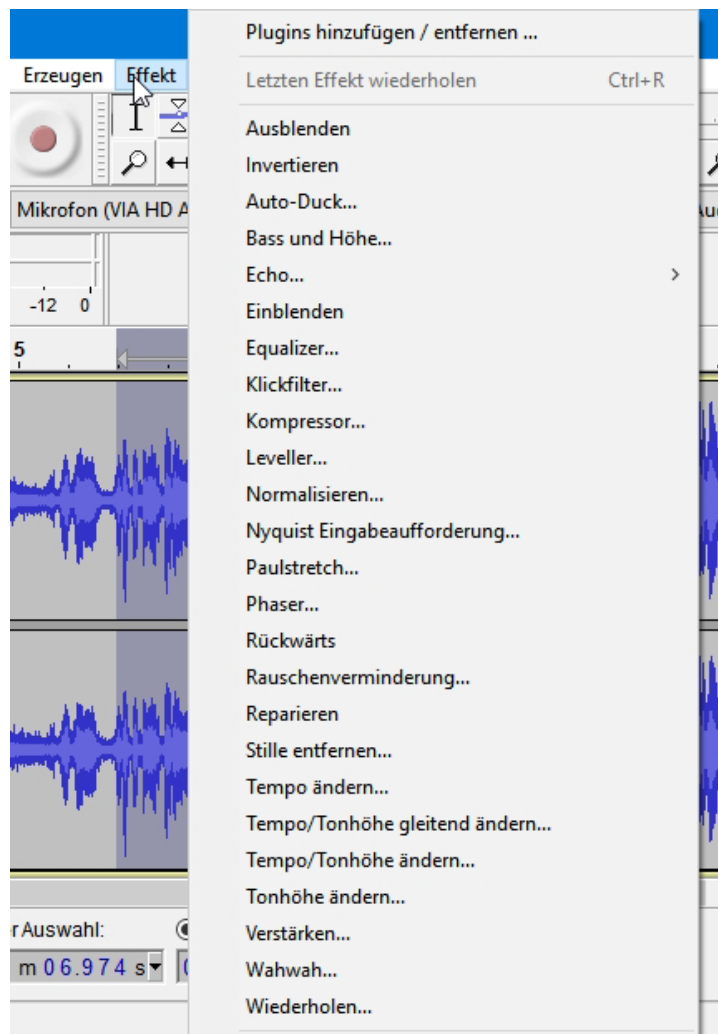 Erzeugen Effekt
Plugins hinzufügen / entfernen ...
Letzten Effekt wiederholen Ctrl+R
Ausblenden
Invertieren
Auto-Duck...
Bass und Höhe...
Echo...
Einblenden
Equalizer...
Klickfilter...
Kompressor...
Leveller...
Normalisieren...
Nyquist Eingabeaufforderung...
Paulstretch...
Phaser...
Rückwärts
Rauschenverminderung...
Reparieren
Stille entfernen...
Tempo ändern...
Tempo/Tonhöhe gleitend ändern...
Tempo/Tonhöhe ändern...
Tonhöhe ändern...
Verstärken...
Wahwah...
Wiederholen...
Mikrofon (VIA HD A
-12 0
5
r Auswahl:
m 06.974 s